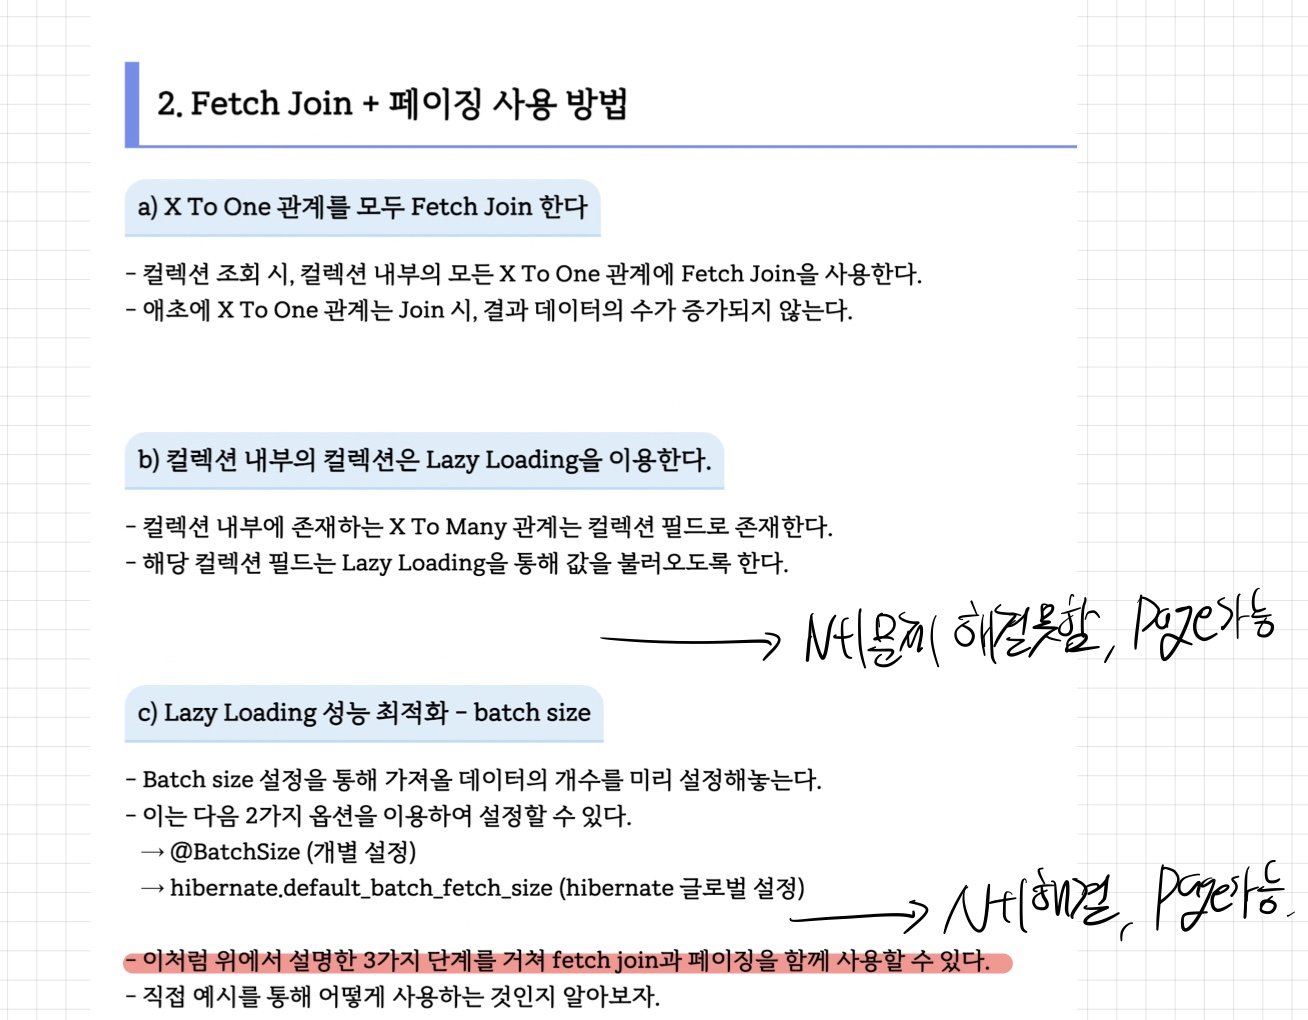 2. Fetch Join + 페이징 사용 방법
a) X To One 관계를 모두 Fetch Join 한다
- 컬렉션 조회 시, 컬렉션 내부의 모든 X To One 관계에 Fetch Join을 사용한다.
- 애초에 X To One 관계는 Join 시, 결과 데이터의 수가 증가되지 않는다.
b) 컬렉션 내부의 컬렉션은 Lazy Loading을 이용한다.
- 컬렉션 내부에 존재하는 X To Many 관계는 컬렉션 필드로 존재한다.
- 해당 컬렉션 필드는 Lazy Loading을 통해 값을 불러오도록 한다.
→ N+1문제 해결못함, Page가능
c) Lazy Loading 성능 최적화 - batch size
- Batch size 설정을 통해 가져올 데이터의 개수를 미리 설정해놓는다.
- 이는 다음 2가지 옵션을 이용하여 설정할 수 있다.
→ @BatchSize (개별 설정)
→ hibernate.default_batch_fetch_size (hibernate 글로벌 설정)
→ N+1해결, Page가능.
- 이처럼 위에서 설명한 3가지 단계를 거쳐 fetch join과 페이징을 함께 사용할 수 있다.
- 직접 예시를 통해 어떻게 사용하는 것인지 알아보자.